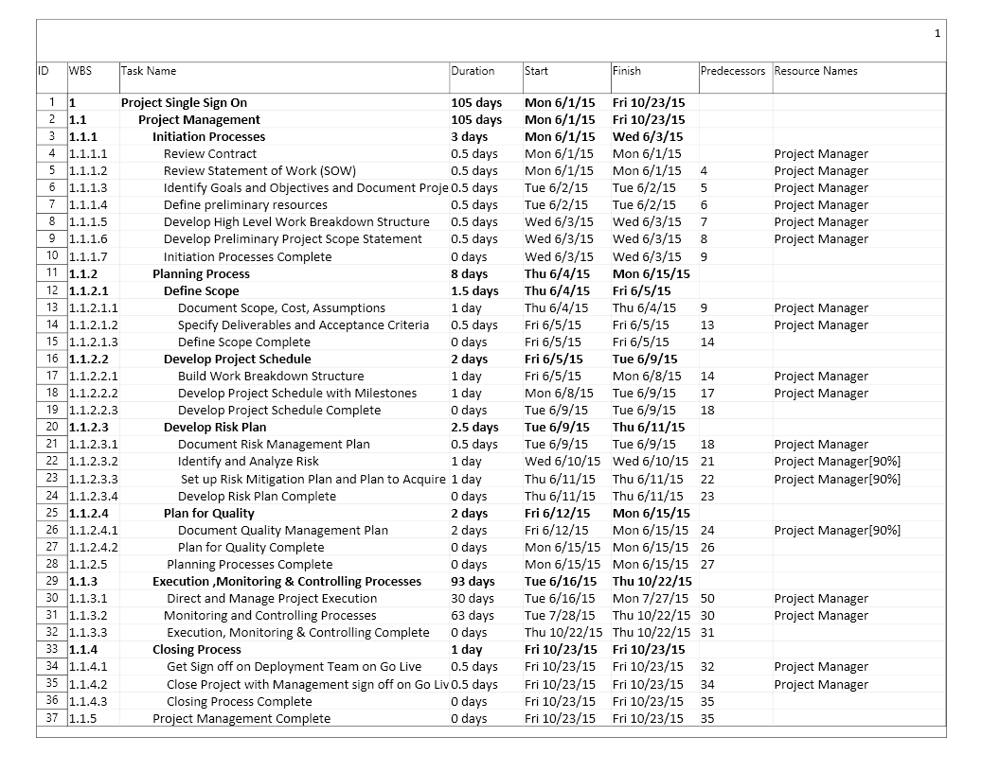 1
ID WBS Task Name Duration Start Finish Predecessors Resource Names
1 1 Project Single Sign On 105 days Mon 6/1/15 Fri 10/23/15
2 1.1 Project Management 105 days Mon 6/1/15 Fri 10/23/15
3 1.1.1 Initiation Processes 3 days Mon 6/1/15 Wed 6/3/15
4 1.1.1.1 Review Contract 0.5 days Mon 6/1/15 Mon 6/1/15 Project Manager
5 1.1.1.2 Review Statement of Work (SOW) 0.5 days Mon 6/1/15 Mon 6/1/15 4 Project Manager
6 1.1.1.3 Identify Goals and Objectives and Document Proje 0.5 days Tue 6/2/15 Tue 6/2/15 5 Project Manager
7 1.1.1.4 Define preliminary resources 0.5 days Tue 6/2/15 Tue 6/2/15 6 Project Manager
8 1.1.1.5 Develop High Level Work Breakdown Structure 0.5 days Wed 6/3/15 Wed 6/3/15 7 Project Manager
9 1.1.1.6 Develop Preliminary Project Scope Statement 0.5 days Wed 6/3/15 Wed 6/3/15 8 Project Manager
10 1.1.1.7 Initiation Processes Complete 0 days Wed 6/3/15 Wed 6/3/15 9
11 1.1.2 Planning Process 8 days Thu 6/4/15 Mon 6/15/15
12 1.1.2.1 Define Scope 1.5 days Thu 6/4/15 Fri 6/5/15
13 1.1.2.1.1 Document Scope, Cost, Assumptions 1 day Thu 6/4/15 Thu 6/4/15 9 Project Manager
14 1.1.2.1.2 Specify Deliverables and Acceptance Criteria 0.5 days Fri 6/5/15 Fri 6/5/15 13 Project Manager
15 1.1.2.1.3 Define Scope Complete 0 days Fri 6/5/15 Fri 6/5/15 14
16 1.1.2.2 Develop Project Schedule 2 days Fri 6/5/15 Tue 6/9/15
17 1.1.2.2.1 Build Work Breakdown Structure 1 day Fri 6/5/15 Mon 6/8/15 14 Project Manager
18 1.1.2.2.2 Develop Project Schedule with Milestones 1 day Mon 6/8/15 Tue 6/9/15 17 Project Manager
19 1.1.2.2.3 Develop Project Schedule Complete 0 days Tue 6/9/15 Tue 6/9/15 18
20 1.1.2.3 Develop Risk Plan 2.5 days Tue 6/9/15 Thu 6/11/15
21 1.1.2.3.1 Document Risk Management Plan 0.5 days Tue 6/9/15 Tue 6/9/15 18 Project Manager
22 1.1.2.3.2 Identify and Analyze Risk 1 day Wed 6/10/15 Wed 6/10/15 21 Project Manager[90%]
23 1.1.2.3.3 Set up Risk Mitigation Plan and Plan to Acquire 1 day Thu 6/11/15 Thu 6/11/15 22 Project Manager[90%]
24 1.1.2.3.4 Develop Risk Plan Complete 0 days Thu 6/11/15 Thu 6/11/15 23
25 1.1.2.4 Plan for Quality 2 days Fri 6/12/15 Mon 6/15/15
26 1.1.2.4.1 Document Quality Management Plan 2 days Fri 6/12/15 Mon 6/15/15 24 Project Manager[90%]
27 1.1.2.4.2 Plan for Quality Complete 0 days Mon 6/15/15 Mon 6/15/15 26
28 1.1.2.5 Planning Processes Complete 0 days Mon 6/15/15 Mon 6/15/15 27
29 1.1.3 Execution ,Monitoring & Controlling Processes 93 days Tue 6/16/15 Thu 10/22/15
30 1.1.3.1 Direct and Manage Project Execution 30 days Tue 6/16/15 Mon 7/27/15 50 Project Manager
31 1.1.3.2 Monitoring and Controlling Processes 63 days Tue 7/28/15 Thu 10/22/15 30 Project Manager
32 1.1.3.3 Execution, Monitoring & Controlling Complete 0 days Thu 10/22/15 Thu 10/22/15 31
33 1.1.4 Closing Process 1 day Fri 10/23/15 Fri 10/23/15
34 1.1.4.1 Get Sign off on Deployment Team on Go Live 0.5 days Fri 10/23/15 Fri 10/23/15 32 Project Manager
35 1.1.4.2 Close Project with Management sign off on Go Liv 0.5 days Fri 10/23/15 Fri 10/23/15 34 Project Manager
36 1.1.4.3 Closing Process Complete 0 days Fri 10/23/15 Fri 10/23/15 35
37 1.1.5 Project Management Complete 0 days Fri 10/23/15 Fri 10/23/15 35